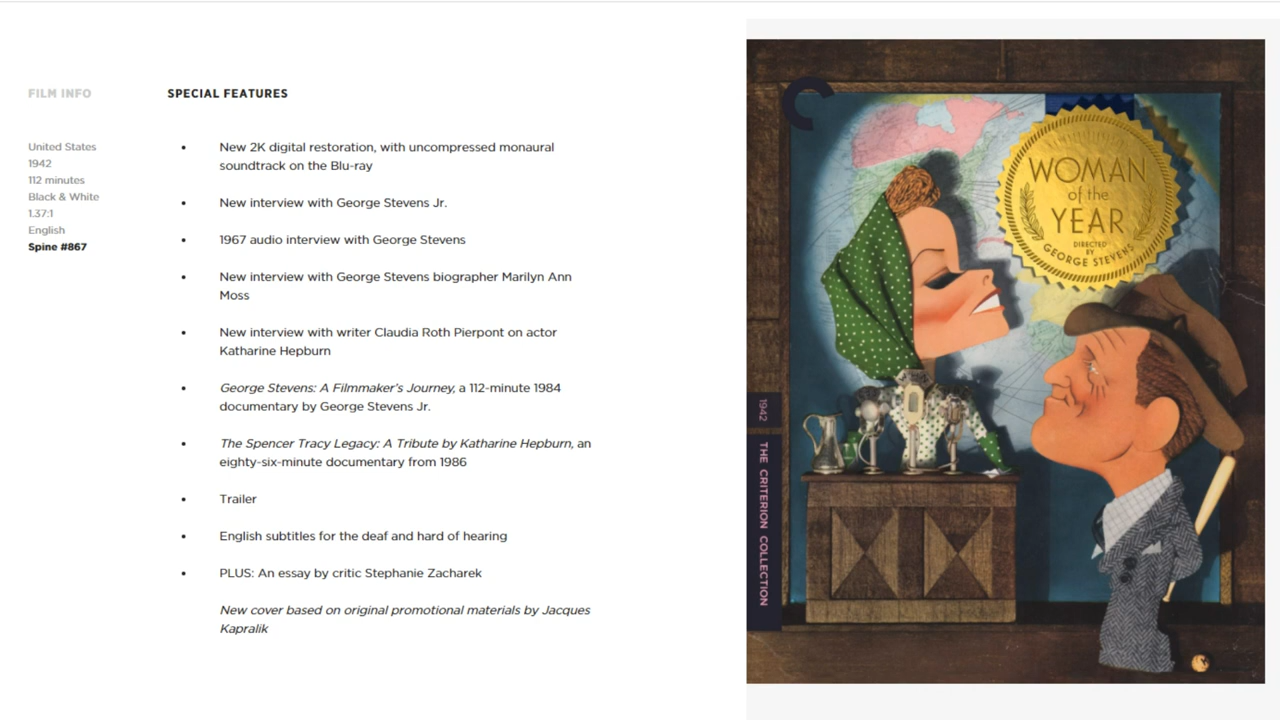 FILM INFO
United States
1942
112 minutes
Black & White
1.37:1
English
Spine #867
SPECIAL FEATURES
• New 2K digital restoration, with uncompressed monaural
soundtrack on the Blu-ray
• New interview with George Stevens Jr.
• 1967 audio interview with George Stevens
• New interview with George Stevens biographer Marilyn Ann
Moss
• New interview with writer Claudia Roth Pierpont on actor
Katharine Hepburn
• George Stevens: A Filmmaker's Journey, a 112-minute 1984
documentary by George Stevens Jr.
• The Spencer Tracy Legacy: A Tribute by Katharine Hepburn, an
eighty-six-minute documentary from 1986
• Trailer
• English subtitles for the deaf and hard of hearing
• PLUS: An essay by critic Stephanie Zacharek
New cover based on original promotional materials by Jacques
Kapralik
WOMAN
of the
YEAR
DIRECTED
BY
GEORGE STEVENS
1942
THE CRITERION COLLECTION